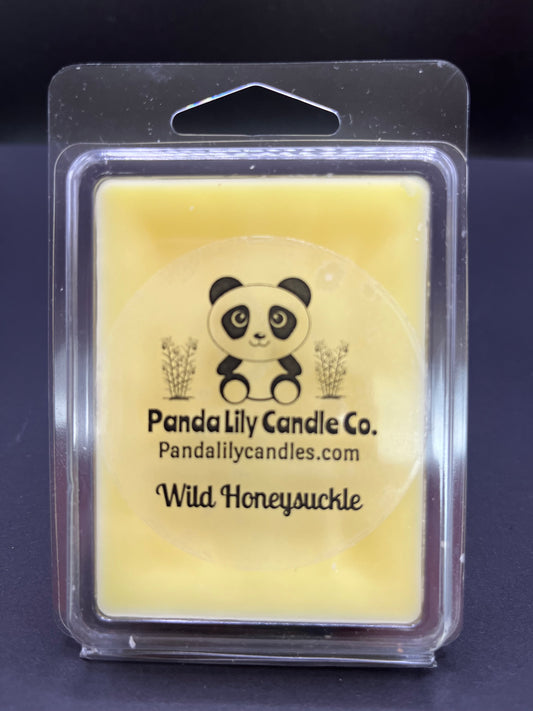 Panda Lily Candle Co.
Pandalilycandles.com
Wild Honeysuckle